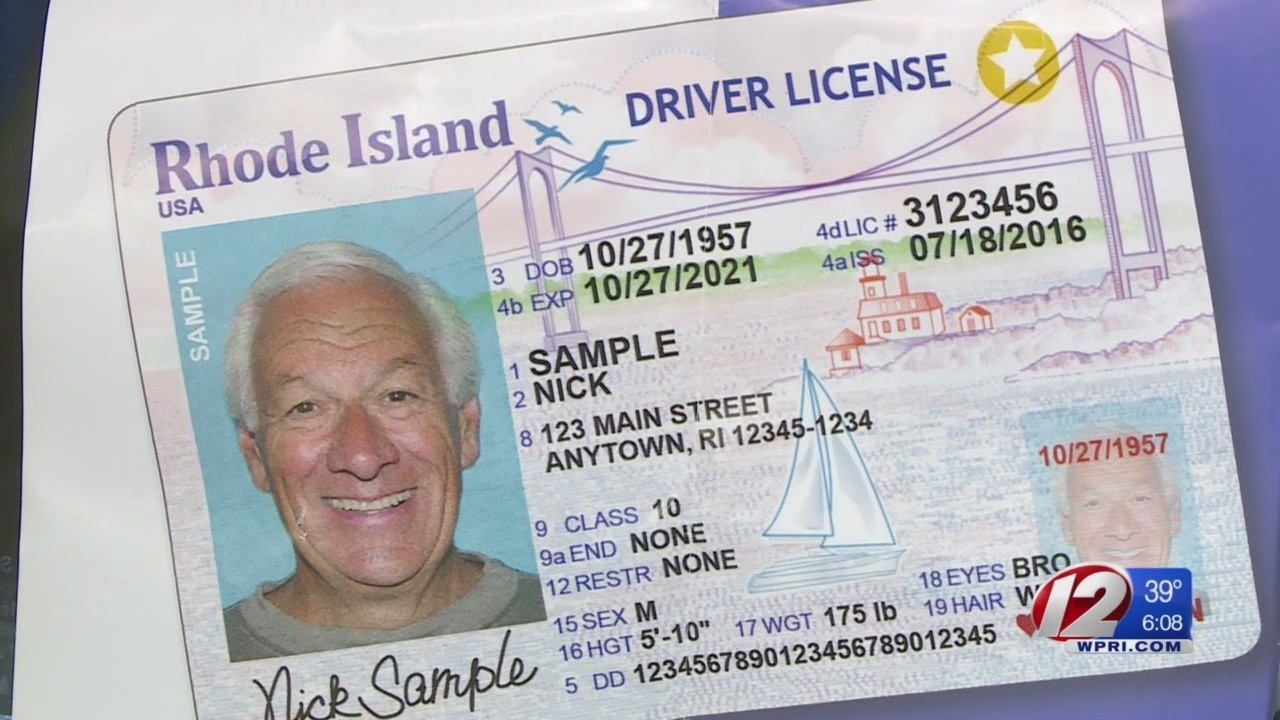 Rhode Island
USA
DRIVER LICENSE
SAMPLE
3 DOB 10/27/1957
4b EXP 10/27/2021
4d LIC # 3123456
4a ISS 07/18/2016
1 SAMPLE
2 NICK
8 123 MAIN STREET
ANYTOWN, RI 12345-1234
9 CLASS 10
9a END NONE
12 RESTR NONE
15 SEX M
16 HGT 5'-10"
17 WGT 175 lb
18 EYES BRO
19 HAIR
5 DD 1234567890123456789012345
10/27/1957
Nick Sample
12
39°
6:08
WPRI.COM